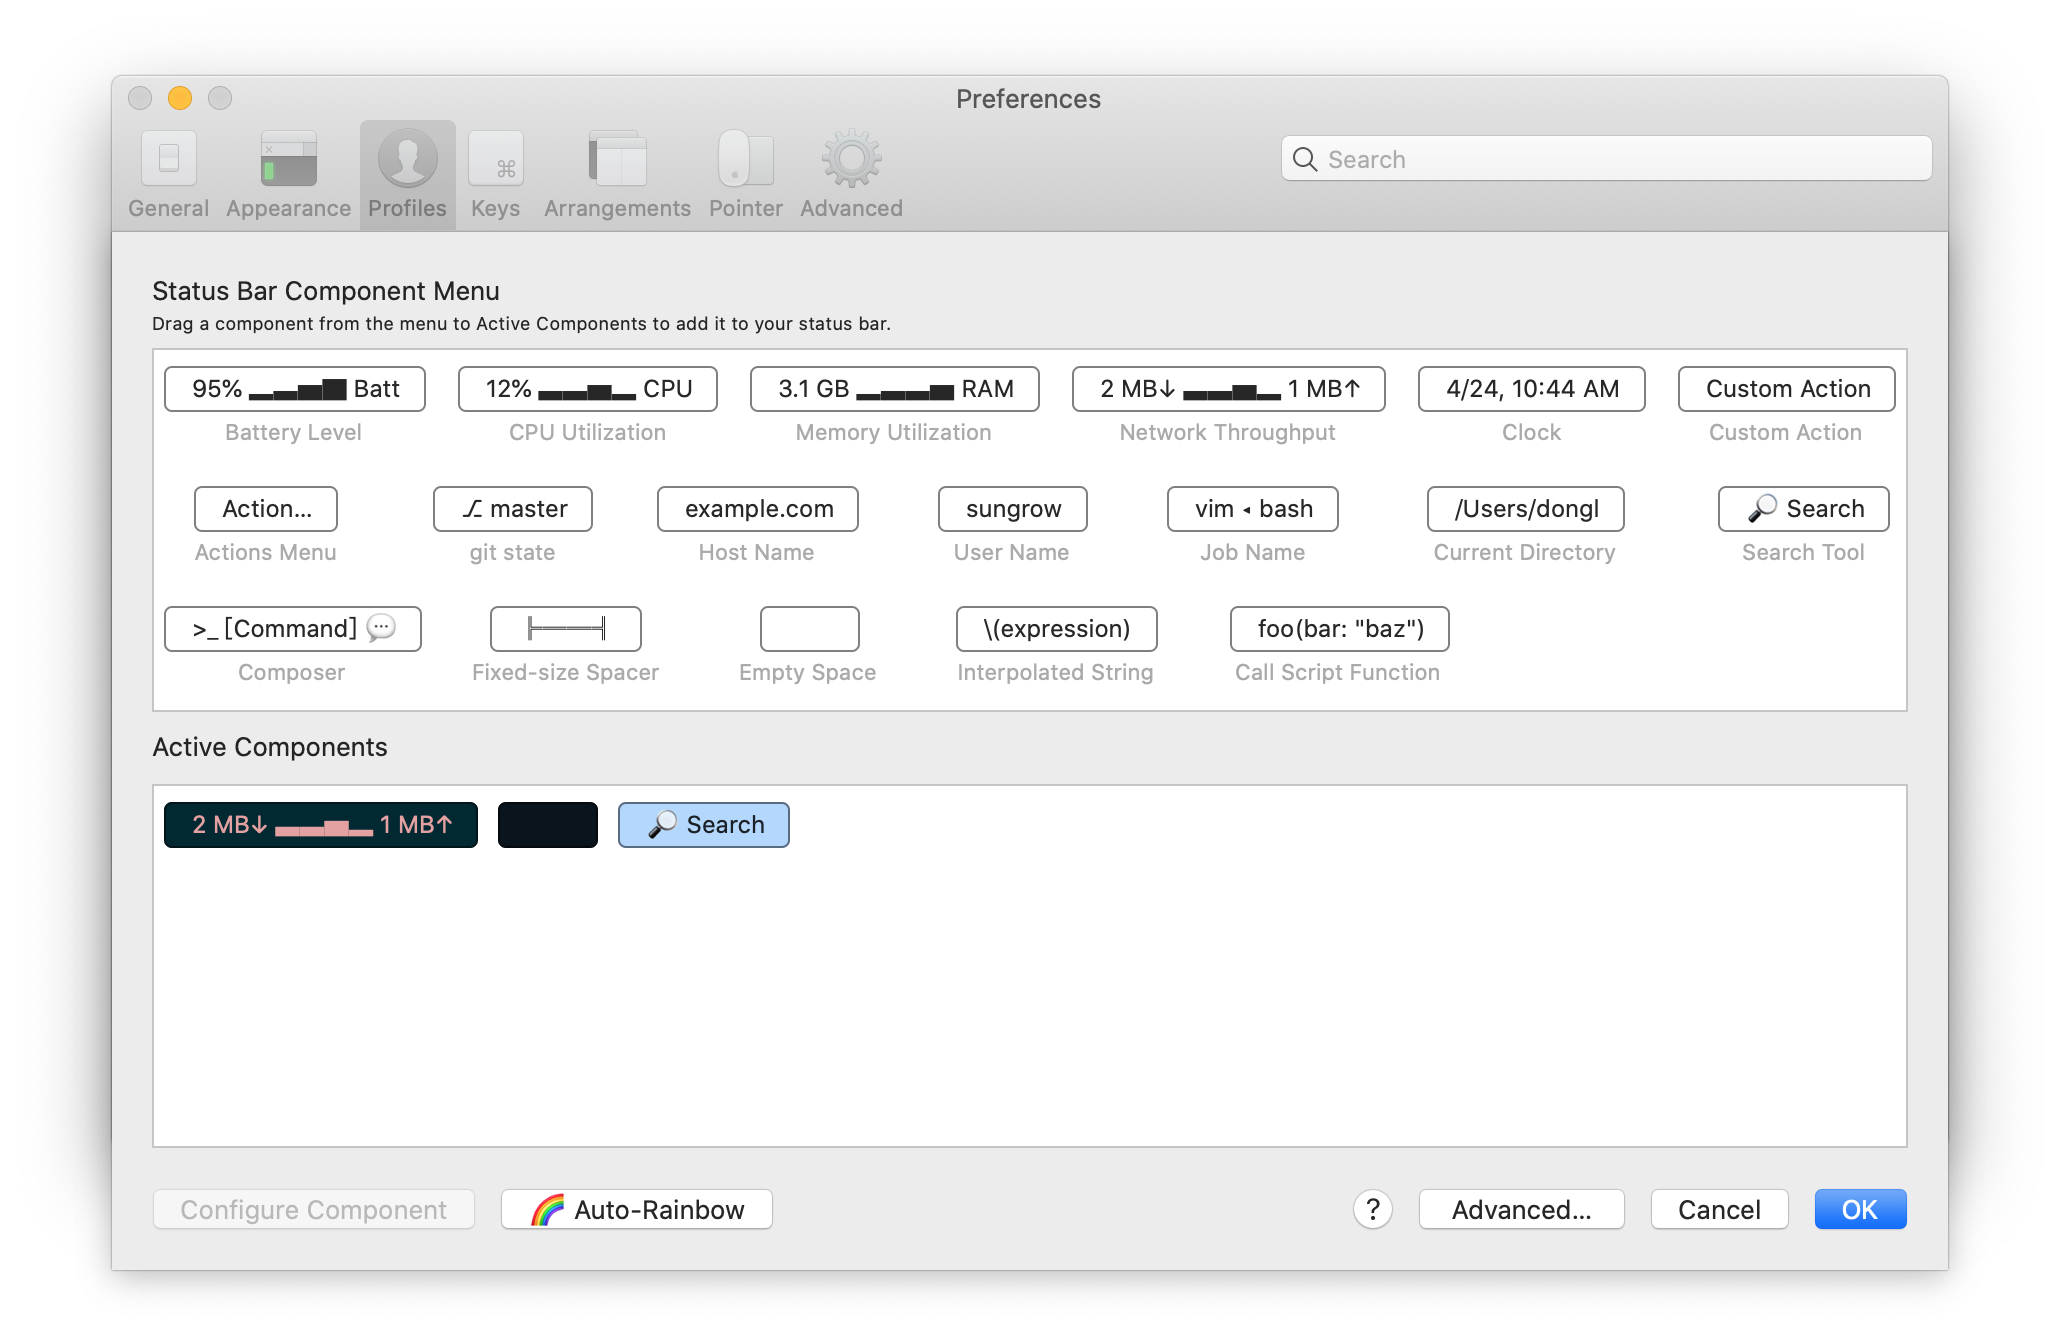 Preferences
General Appearance Profiles Keys Arrangements Pointer Advanced
Search
Status Bar Component Menu
Drag a component from the menu to Active Components to add it to your status bar.
95% Batt 12% CPU 3.1 GB RAM 2 MB↓ 1 MB↑ 4/24, 10:44 AM Custom Action
Battery Level CPU Utilization Memory Utilization Network Throughput Clock Custom Action
Action... master example.com sungrow vim ◂ bash /Users/dongl Search
Actions Menu git state Host Name User Name Job Name Current Directory Search Tool
>_ [Command] \(expression) foo(bar: "baz")
Composer Fixed-size Spacer Empty Space Interpolated String Call Script Function
Active Components
2 MB↓ 1 MB↑ Search
Configure Component Auto-Rainbow ? Advanced... Cancel OK